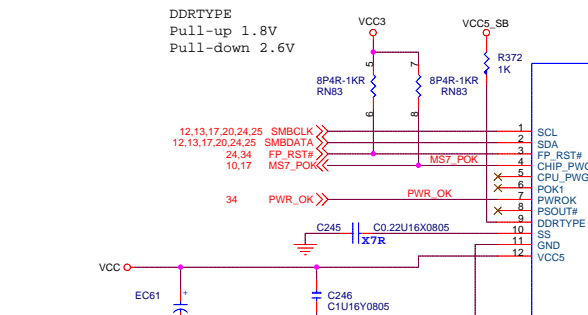 DDRTYPE
Pull-up 1.8V
Pull-down 2.6V
VCC3
VCC5_SB
R372
1K
5
7
8P4R-1KR
RN83
8P4R-1KR
RN83
6
8
12,13,17,20,24,25 SMBCLK
12,13,17,20,24,25 SMBDATA
24,34 FP_RST#
10,17 MS7_POK
MS7_POK
34 PWR_OK
PWR_OK
1 SCL
2 SDA
3 FP_RST#
4 CHIP_PWG
5 CPU_PWG
6 POK1
7 PWROK
8 PSOUT#
9 DDRTYPE
10 SS
11 GND
12 VCC5
C245
C0.22U16X0805
X7R
VCC
EC61
+
C246
C1U16Y0805